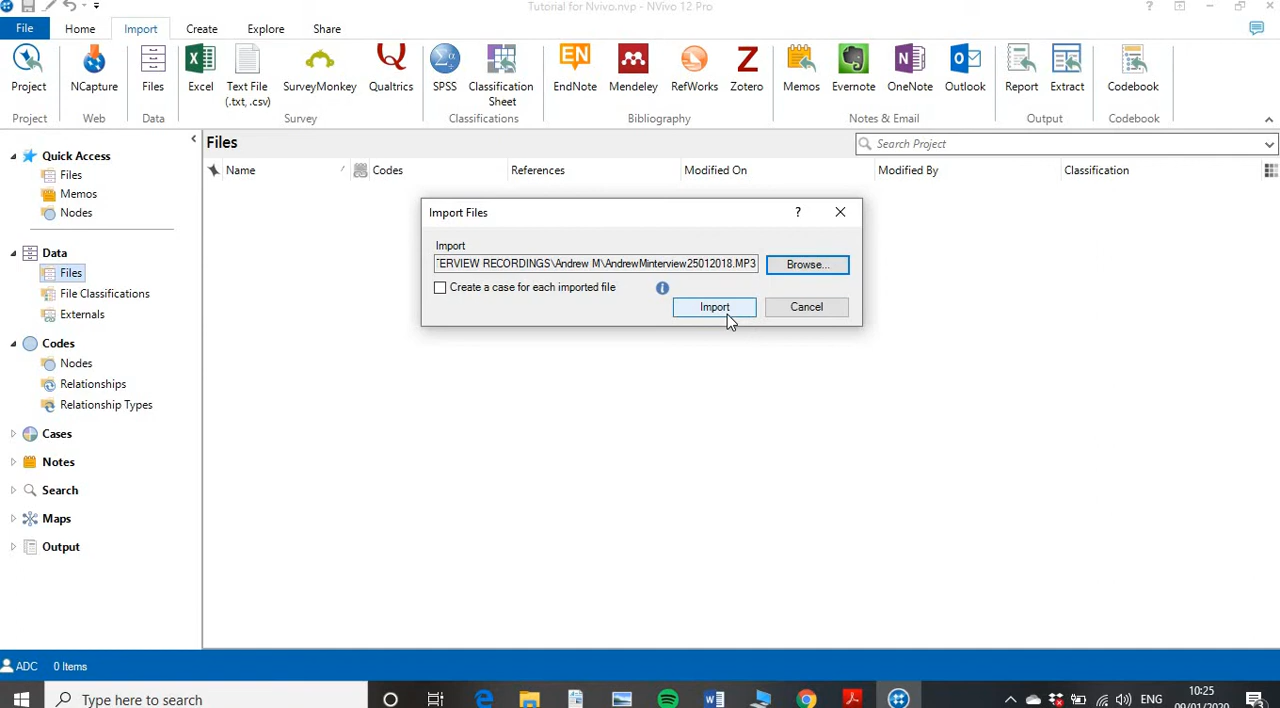 Tutorial for Nvivo.nvp - NVivo 12 Pro
File Home Import Explore Create Share
Project NCapture Files Excel Text File (.txt, .csv) SurveyMonkey Qualtrics SPSS Classification Sheet EndNote Mendeley RefWorks Zotero Memos Evernote OneNote Outlook Report Extract Codebook
Project Web Data Survey Classifications Bibliography Notes & Email Output Codebook
Files
Search Project
Name Codes References Modified On Modified By Classification
Quick Access
Files
Memos
Nodes
Data
Files
File Classifications
Externals
Codes
Nodes
Relationships
Relationship Types
Cases
Notes
Search
Maps
Output
Import Files
?
Import
ERVIEW RECORDINGS\Andrew M\AndrewMinterview25012018.MP3
Browse...
Create a case for each imported file
Import Cancel
ADC 0 Items
Type here to search
ENG
10:25
09/01/2020